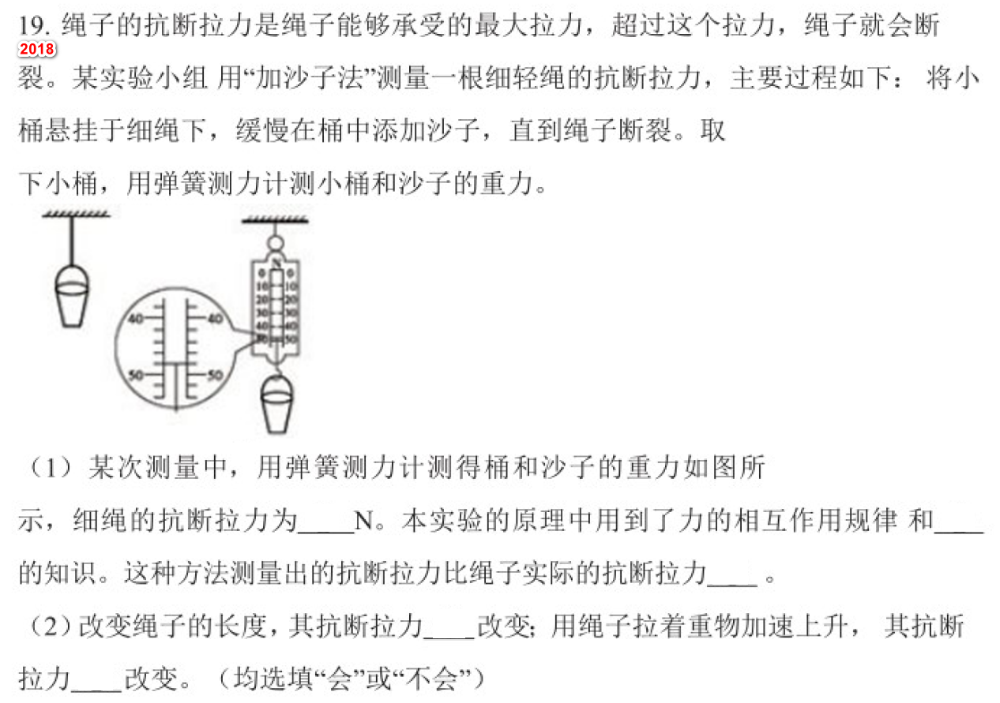 19. 绳子的抗断拉力是绳子能够承受的最大拉力，超过这个拉力，绳子就会断
2018
裂。某实验小组 用“加沙子法”测量一根细轻绳的抗断拉力，主要过程如下： 将小
桶悬挂于细绳下，缓慢在桶中添加沙子，直到绳子断裂。取
下小桶，用弹簧测力计测小桶和沙子的重力。
N
0 0
10 10
20 20
30 30
40 40
50 50
40 40
50 50
（1）某次测量中，用弹簧测力计测得桶和沙子的重力如图所
示，细绳的抗断拉力为____N。本实验的原理中用到了力的相互作用规律 和____
的知识。这种方法测量出的抗断拉力比绳子实际的抗断拉力____。
（2）改变绳子的长度，其抗断拉力____改变；用绳子拉着重物加速上升， 其抗断
拉力____改变。（均选填“会”或“不会”）